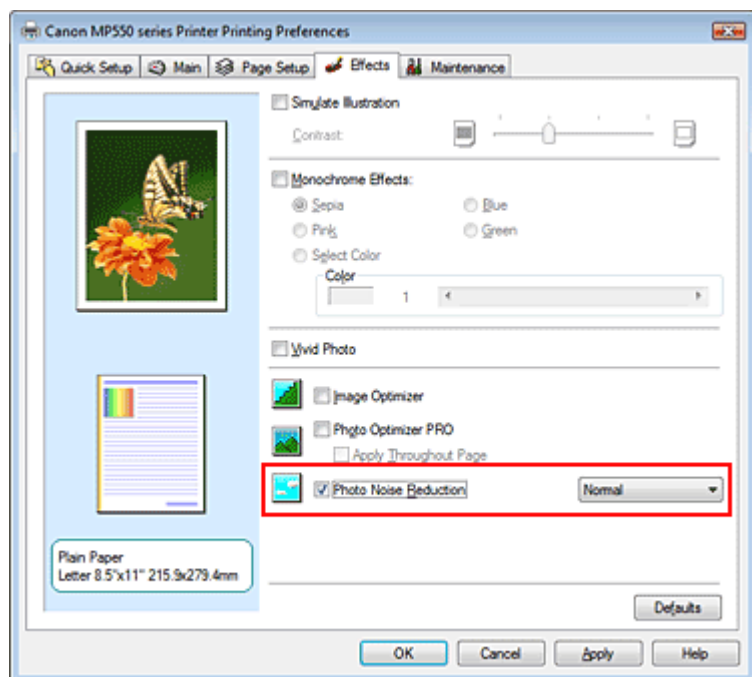 Canon MP550 series Printer Printing Preferences
Quick Setup Main Page Setup Effects Maintenance
Simulate Illustration
Contrast:
Monochrome Effects:
Sepia Blue
Pink Green
Select Color
Color
1
Vivid Photo
Image Optimizer
Photo Optimizer PRO
Apply Throughout Page
Photo Noise Reduction Normal
Plain Paper
Letter 8.5"x11" 215.9x279.4mm
Defaults
OK Cancel Apply Help